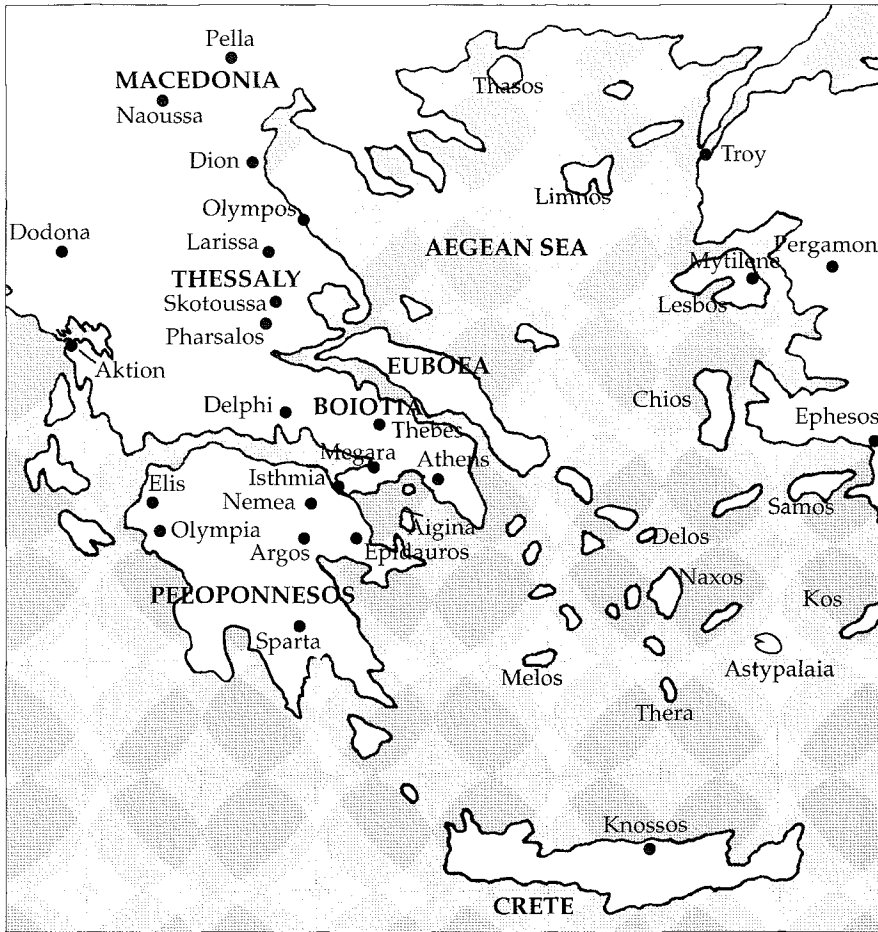 Pella
MACEDONIA
Naoussa
Thasos
Dion
Troy
Limnos
Olympos
Dodona
Larissa
AEGEAN SEA
Pergamon
Mytilene
THESSALY
Skotoussa
Lesbos
Pharsalos
Aktion
EUBOEA
Chios
Delphi
BOIOTIA
Thebes
Ephesos
Megara
Athens
Isthmia
Elis
Nemea
Samos
Olympia
Aigina
Argos
Epidauros
Delos
Naxos
PELOPONNESOS
Kos
Sparta
Melos
Astypalaia
Thera
Knossos
CRETE